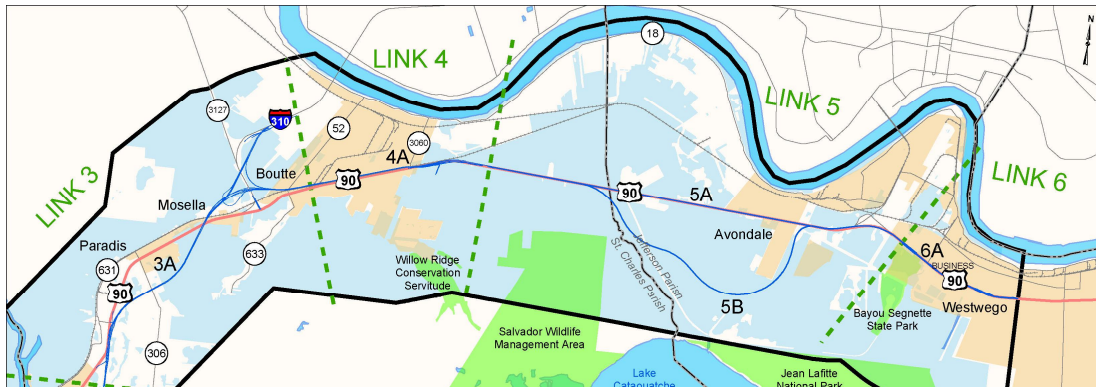 N
LINK 4
18
LINK 5
3127
310
52
3060
LINK 3
Boutte
4A
90
LINK 6
90
5A
Mosella
Avondale
Jefferson Parish
St. Charles Parish
Paradis
631
3A
633
Willow Ridge
Conservation
Servitude
6A
BUSINESS
90
90
5B
Westwego
Bayou Segnette
State Park
Salvador Wildlife
Management Area
306
Lake
Cataouatche
Jean Lafitte
National Park